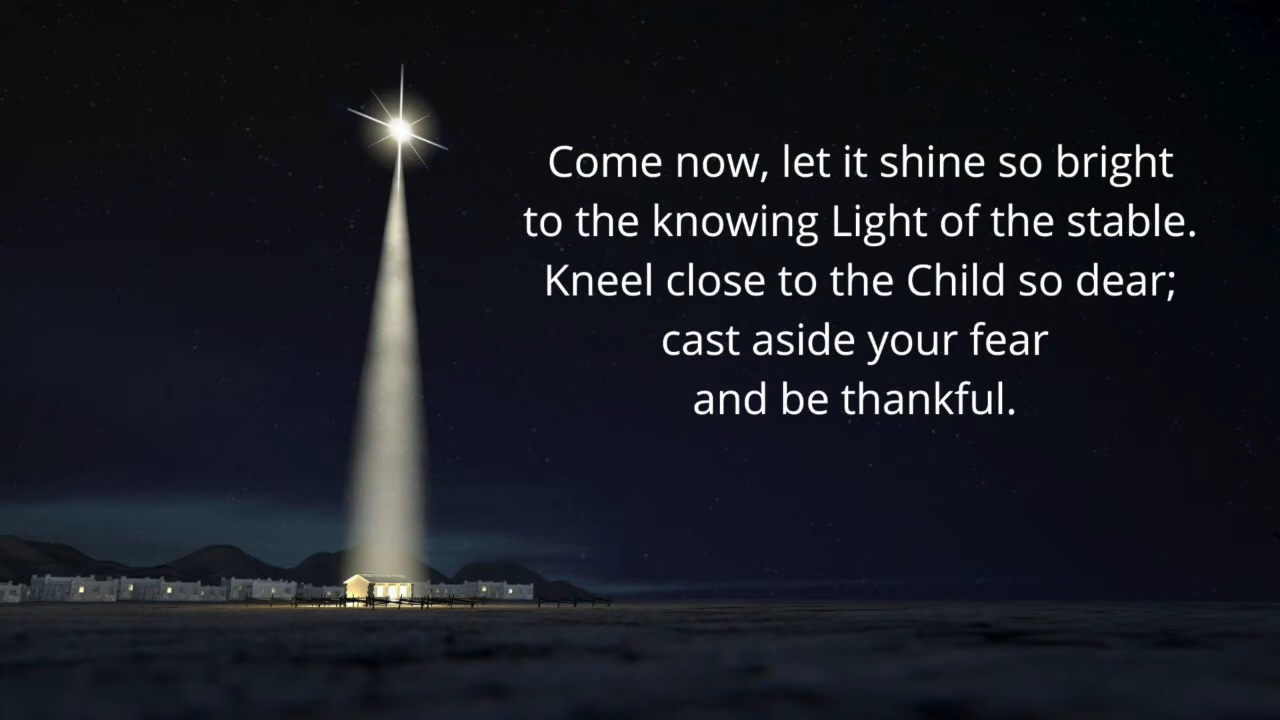 Come now, let it shine so bright
to the knowing Light of the stable.
Kneel close to the Child so dear;
cast aside your fear
and be thankful.